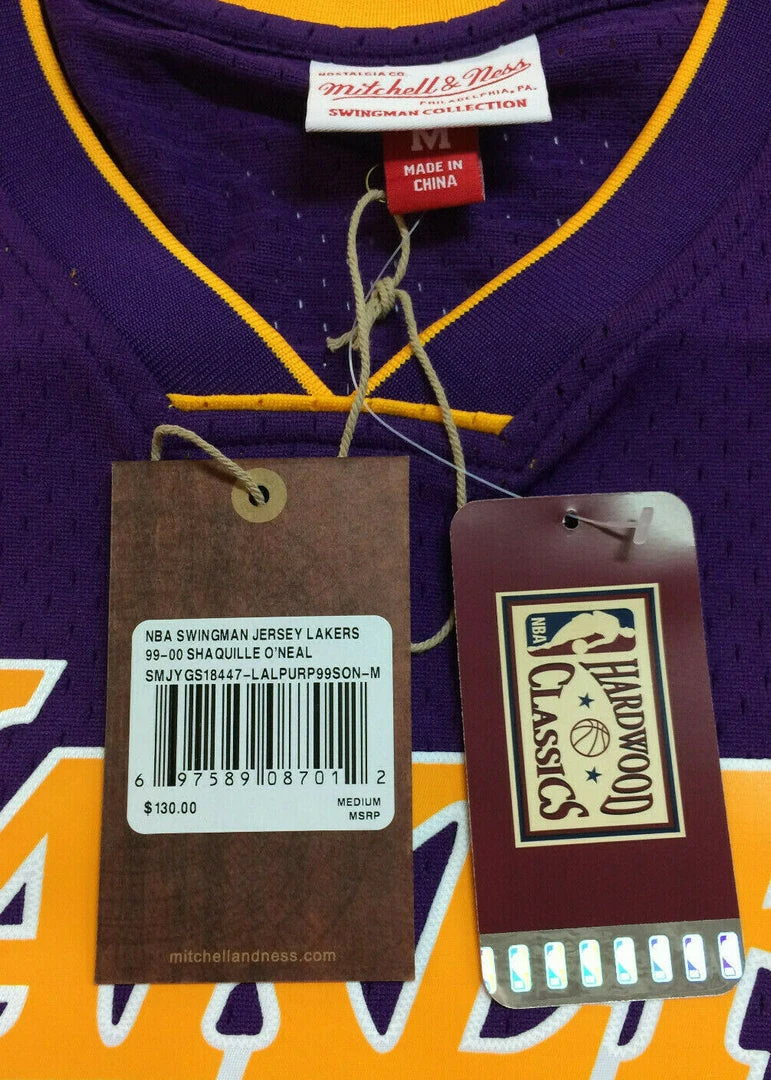 NOSTALGIA CO.
Mitchell & Ness
PHILADELPHIA, PA.
SWINGMAN COLLECTION
M
MADE IN
CHINA
NBA SWINGMAN JERSEY LAKERS
99-00 SHAQUILLE O'NEAL
SMJYGS18447-LALPURP99SON-M
6 97589 08701 2
$130.00
MEDIUM
MSRP
mitchellandness.com
NBA
HARDWOOD
CLASSICS